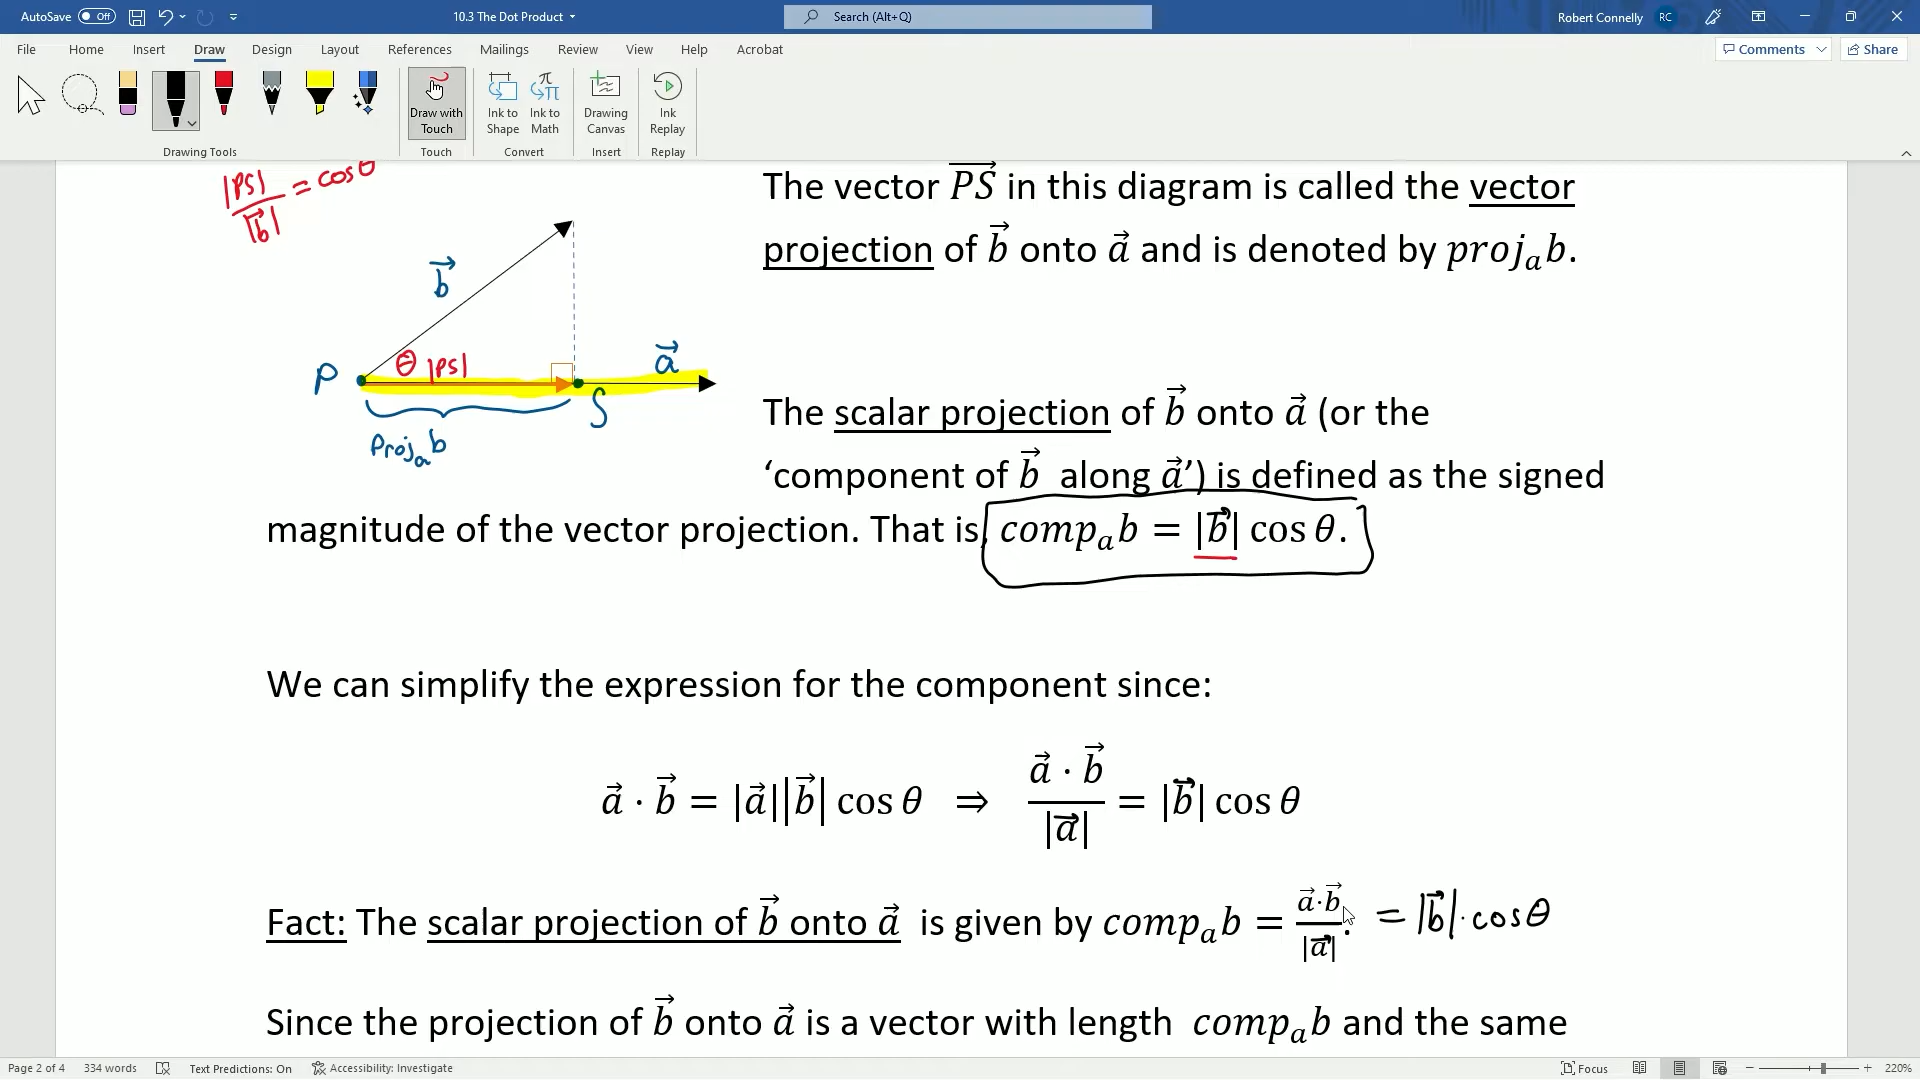 AutoSave Off 10.3 The Dot Product Search (Alt+Q) Robert Connelly RC
File Home Insert Draw Design Layout References Mailings Review View Help Acrobat Comments Share
Draw with Touch Ink to Shape Ink to Math Drawing Canvas Ink Replay
Drawing Tools Touch Convert Insert Replay
|PS| / |b⃗| = cos θ
The vector P͞S⃗ in this diagram is called the vector
projection of b⃗ onto a⃗ and is denoted by projₐb.
b⃗
θ |PS| a⃗
P S
Projₐb
The scalar projection of b⃗ onto a⃗ (or the
‘component of b⃗ along a⃗’) is defined as the signed
magnitude of the vector projection. That is, compₐb = |b⃗| cos θ.
We can simplify the expression for the component since:
a⃗ · b⃗ = |a⃗||b⃗| cos θ ⇒ a⃗ · b⃗ / |a⃗| = |b⃗| cos θ
Fact: The scalar projection of b⃗ onto a⃗ is given by compₐb = a⃗·b⃗ / |a⃗|. = |b⃗|·cosθ
Since the projection of b⃗ onto a⃗ is a vector with length compₐb and the same
Page 2 of 4 334 words Text Predictions: On Accessibility: Investigate Focus 220%